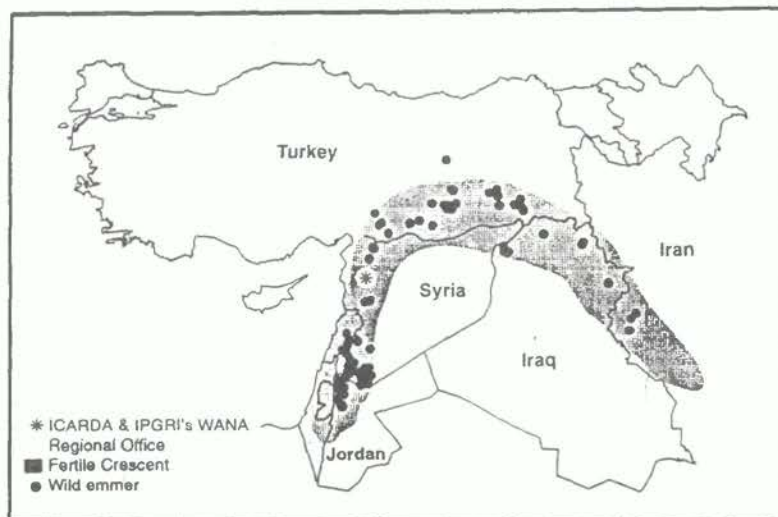 Turkey
Iran
Syria
Iraq
Jordan
✳ ICARDA & IPGRI's WANA
Regional Office
Fertile Crescent
Wild emmer